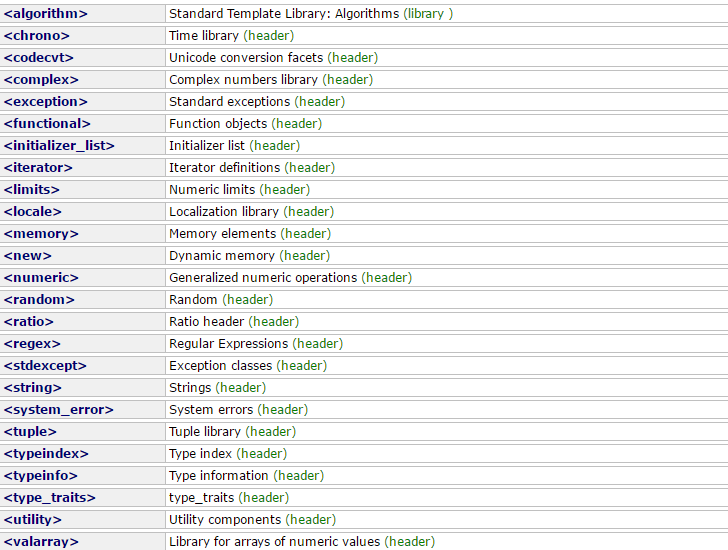 <algorithm> Standard Template Library: Algorithms (library )
<chrono> Time library (header)
<codecvt> Unicode conversion facets (header)
<complex> Complex numbers library (header)
<exception> Standard exceptions (header)
<functional> Function objects (header)
<initializer_list> Initializer list (header)
<iterator> Iterator definitions (header)
<limits> Numeric limits (header)
<locale> Localization library (header)
<memory> Memory elements (header)
<new> Dynamic memory (header)
<numeric> Generalized numeric operations (header)
<random> Random (header)
<ratio> Ratio header (header)
<regex> Regular Expressions (header)
<stdexcept> Exception classes (header)
<string> Strings (header)
<system_error> System errors (header)
<tuple> Tuple library (header)
<typeindex> Type index (header)
<typeinfo> Type information (header)
<type_traits> type_traits (header)
<utility> Utility components (header)
<valarray> Library for arrays of numeric values (header)